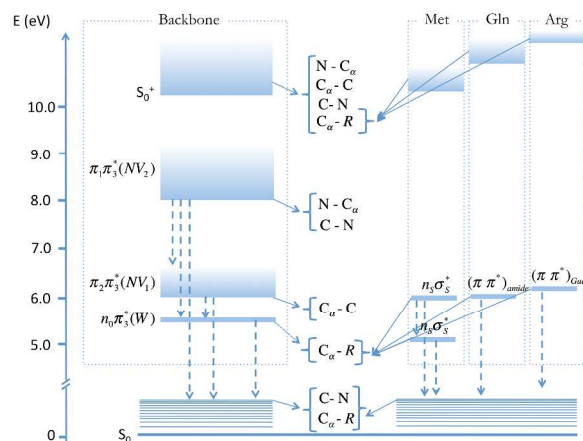 E (eV)
Backbone
Met
Gln
Arg
S₀⁺
N - Cα
Cα - C
C - N
Cα - R
10.0
9.0
π₁π₃*(NV₂)
8.0
N - Cα
C - N
7.0
π₂π₃*(NV₁)
nₛσₛ*
(π π*)amide
(π π*)Gua
6.0
Cα - C
n₀π₃*(W)
nₛσₛ*
5.0
Cα - R
C - N
Cα - R
0
S₀